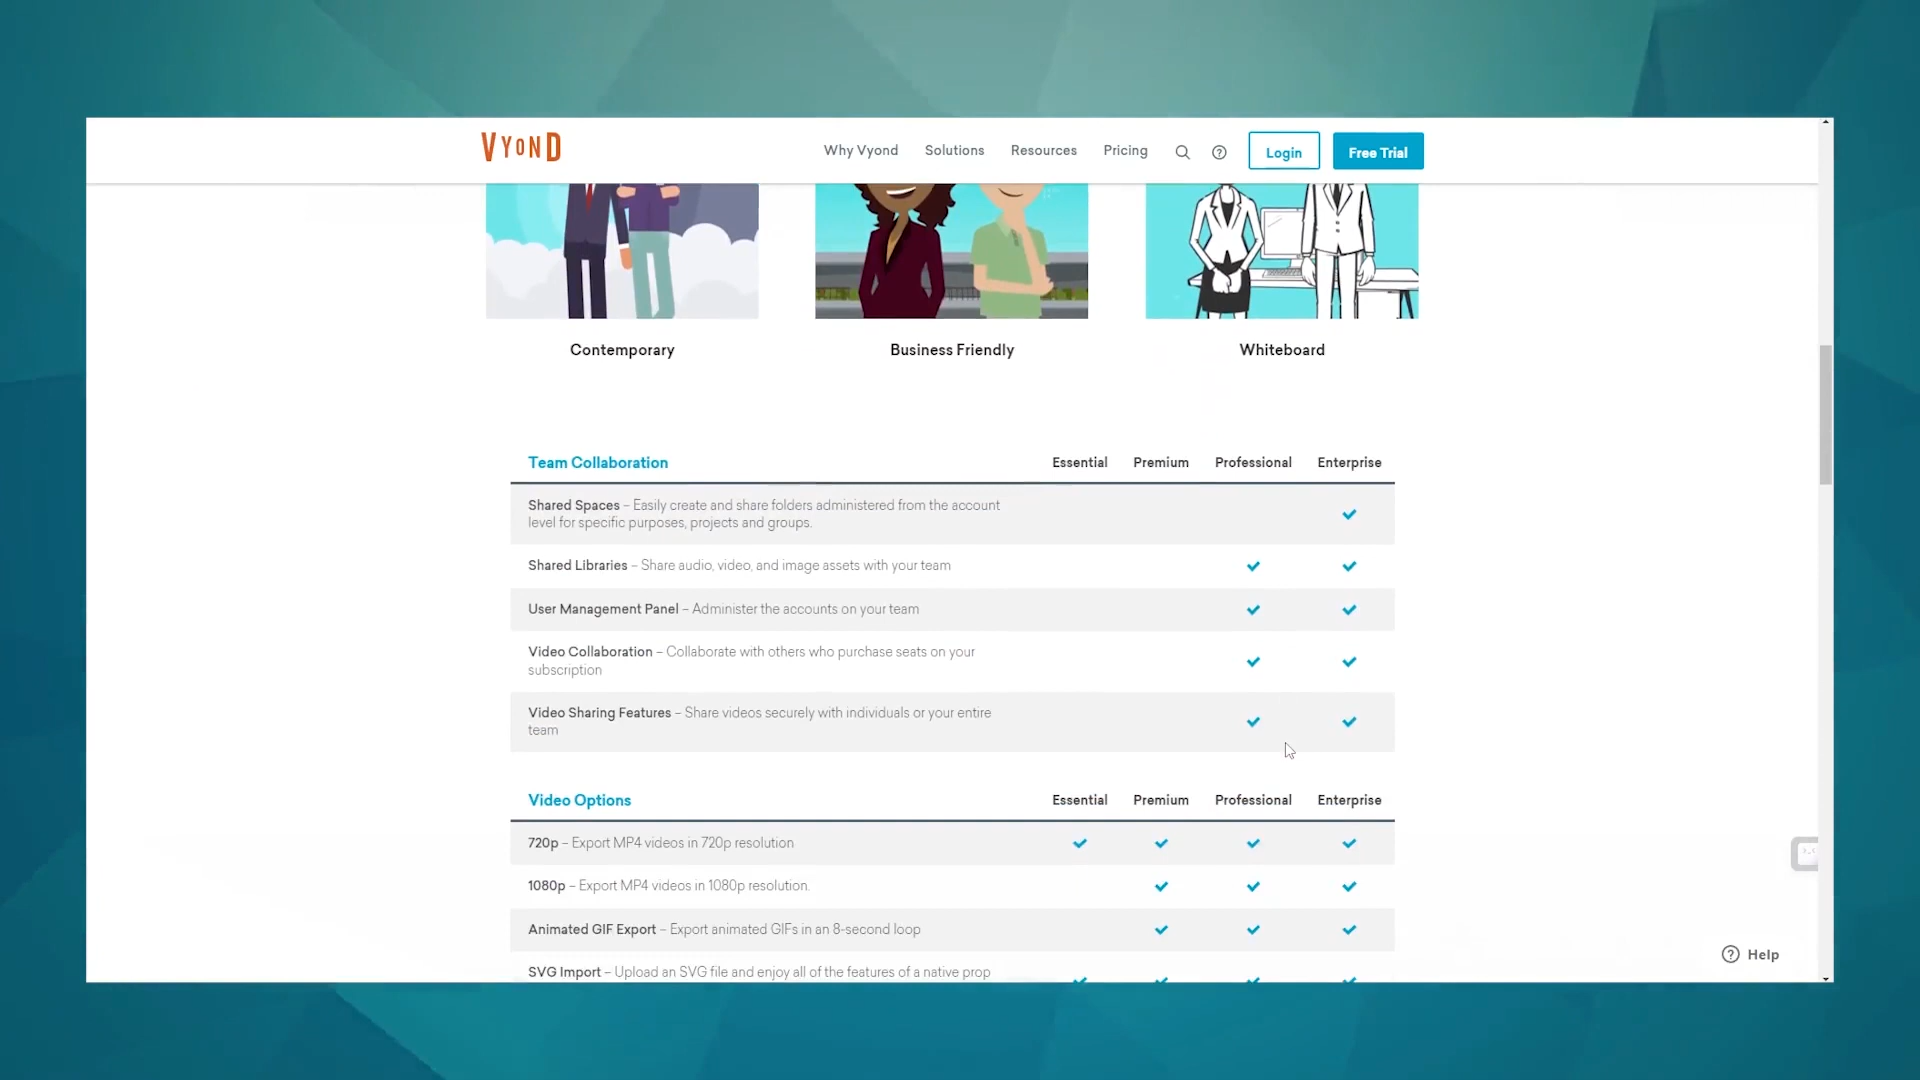 VYOND
Why Vyond Solutions Resources Pricing Login Free Trial
Contemporary Business Friendly Whiteboard
Team Collaboration Essential Premium Professional Enterprise
Shared Spaces – Easily create and share folders administered from the account
level for specific purposes, projects and groups.
Shared Libraries – Share audio, video, and image assets with your team
User Management Panel – Administer the accounts on your team
Video Collaboration – Collaborate with others who purchase seats on your
subscription
Video Sharing Features – Share videos securely with individuals or your entire
team
Video Options Essential Premium Professional Enterprise
720p – Export MP4 videos in 720p resolution
1080p – Export MP4 videos in 1080p resolution.
Animated GIF Export – Export animated GIFs in an 8-second loop
SVG Import – Upload an SVG file and enjoy all of the features of a native prop
Help